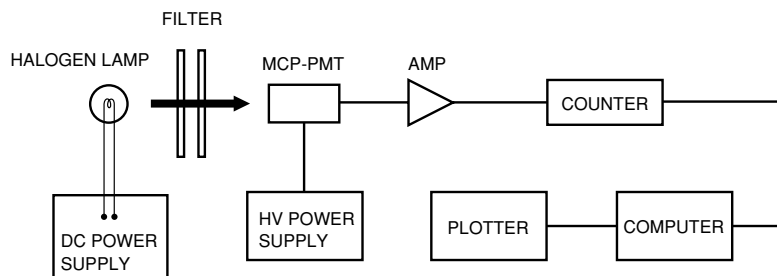 FILTER
HALOGEN LAMP
MCP-PMT
AMP
COUNTER
DC POWER
SUPPLY
HV POWER
SUPPLY
PLOTTER
COMPUTER